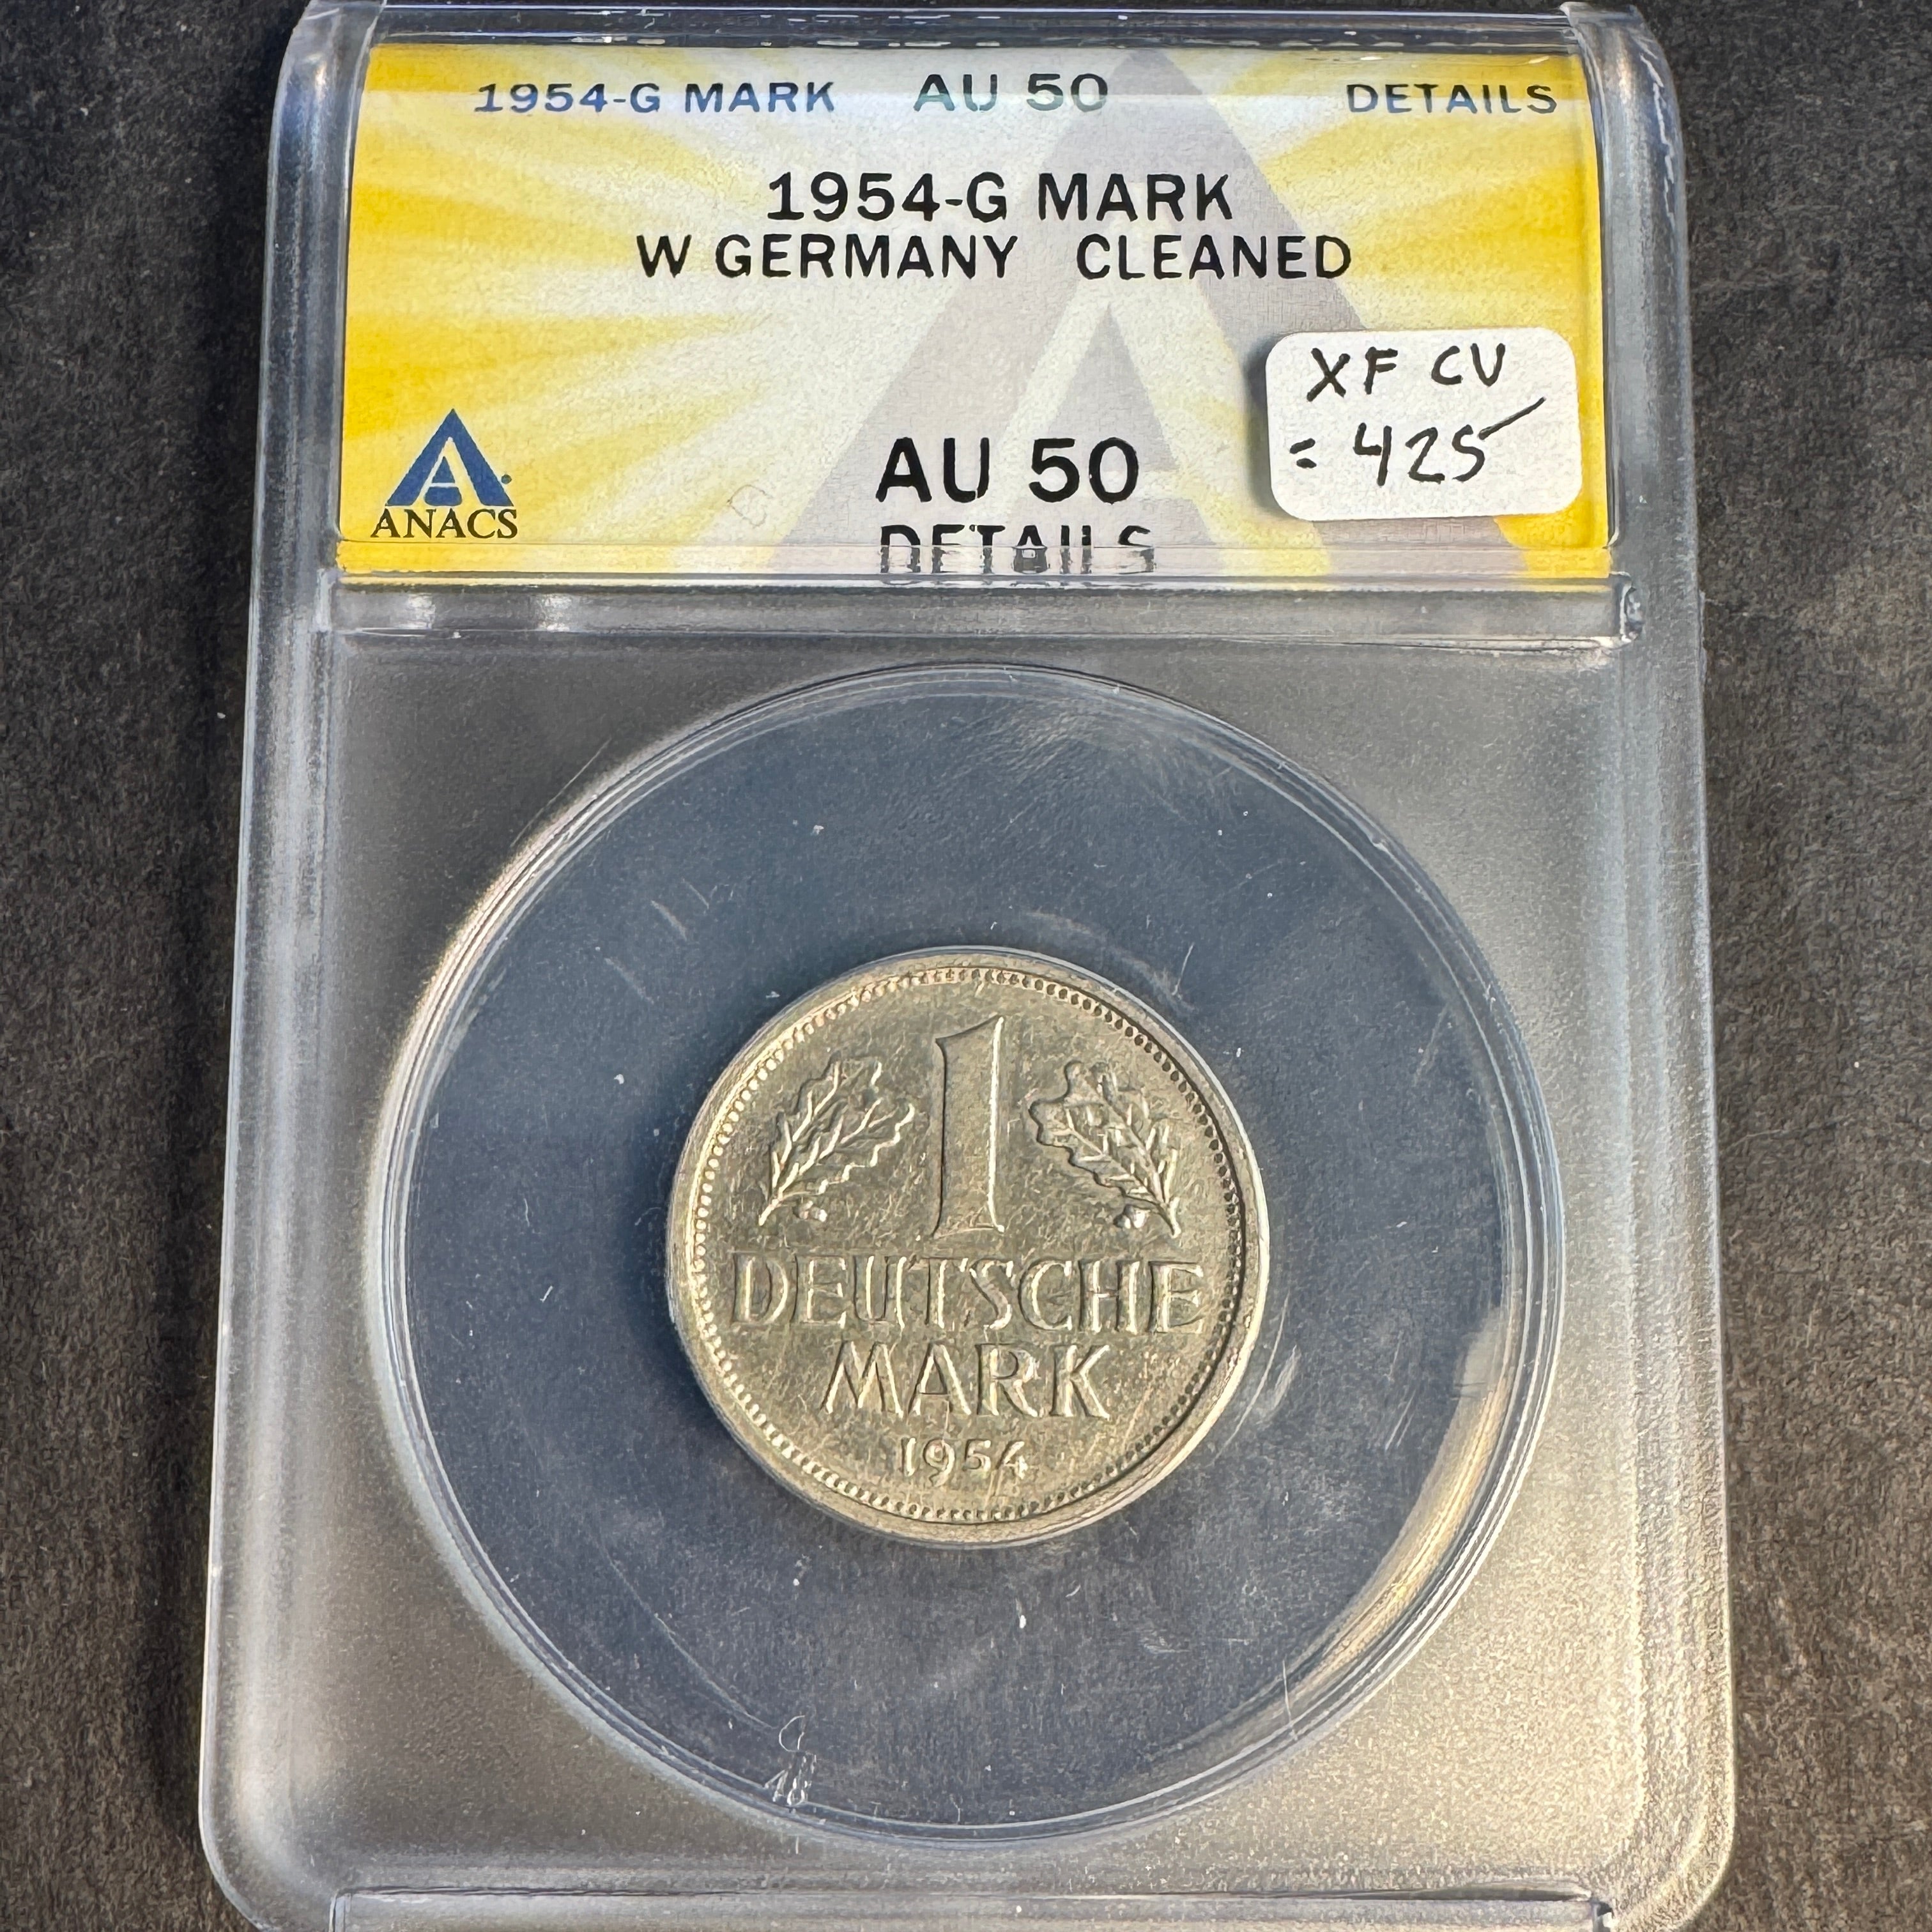 1954-G MARK AU 50 DETAILS
1954-G MARK
W GERMANY CLEANED
XF CV
= 425
AU 50
DETAILS
ANACS
1
DEUTSCHE
MARK
1954
48